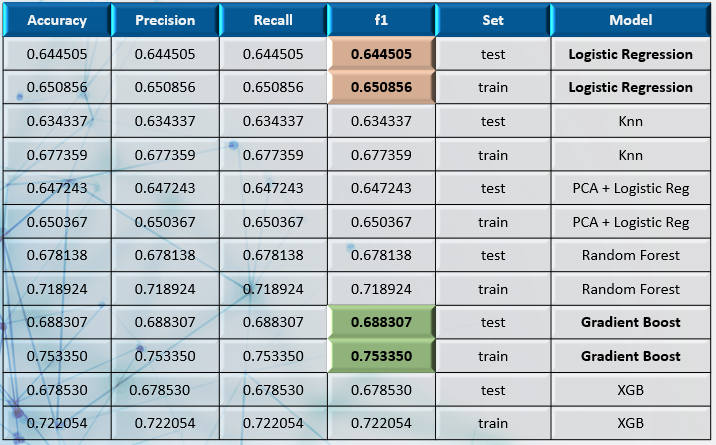 Accuracy Precision Recall f1 Set Model
0.644505 0.644505 0.644505 0.644505 test Logistic Regression
0.650856 0.650856 0.650856 0.650856 train Logistic Regression
0.634337 0.634337 0.634337 0.634337 test Knn
0.677359 0.677359 0.677359 0.677359 train Knn
0.647243 0.647243 0.647243 0.647243 test PCA + Logistic Reg
0.650367 0.650367 0.650367 0.650367 train PCA + Logistic Reg
0.678138 0.678138 0.678138 0.678138 test Random Forest
0.718924 0.718924 0.718924 0.718924 train Random Forest
0.688307 0.688307 0.688307 0.688307 test Gradient Boost
0.753350 0.753350 0.753350 0.753350 train Gradient Boost
0.678530 0.678530 0.678530 0.678530 test XGB
0.722054 0.722054 0.722054 0.722054 train XGB